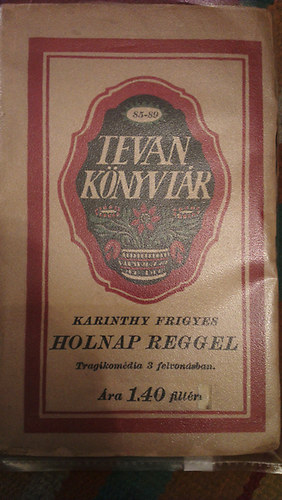 85-89
TEVAN
KÖNYVTÁR
KARINTHY FRIGYES
HOLNAP REGGEL
Tragikomédia 3 felvonásban.
Ára 1.40 fillér